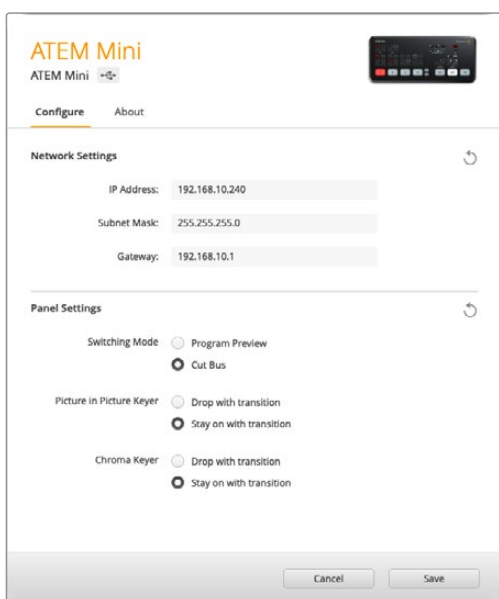 ATEM Mini
ATEM Mini
Configure About
Network Settings
IP Address: 192.168.10.240
Subnet Mask: 255.255.255.0
Gateway: 192.168.10.1
Panel Settings
Switching Mode Program Preview
Cut Bus
Picture in Picture Keyer Drop with transition
Stay on with transition
Chroma Keyer Drop with transition
Stay on with transition
Cancel Save